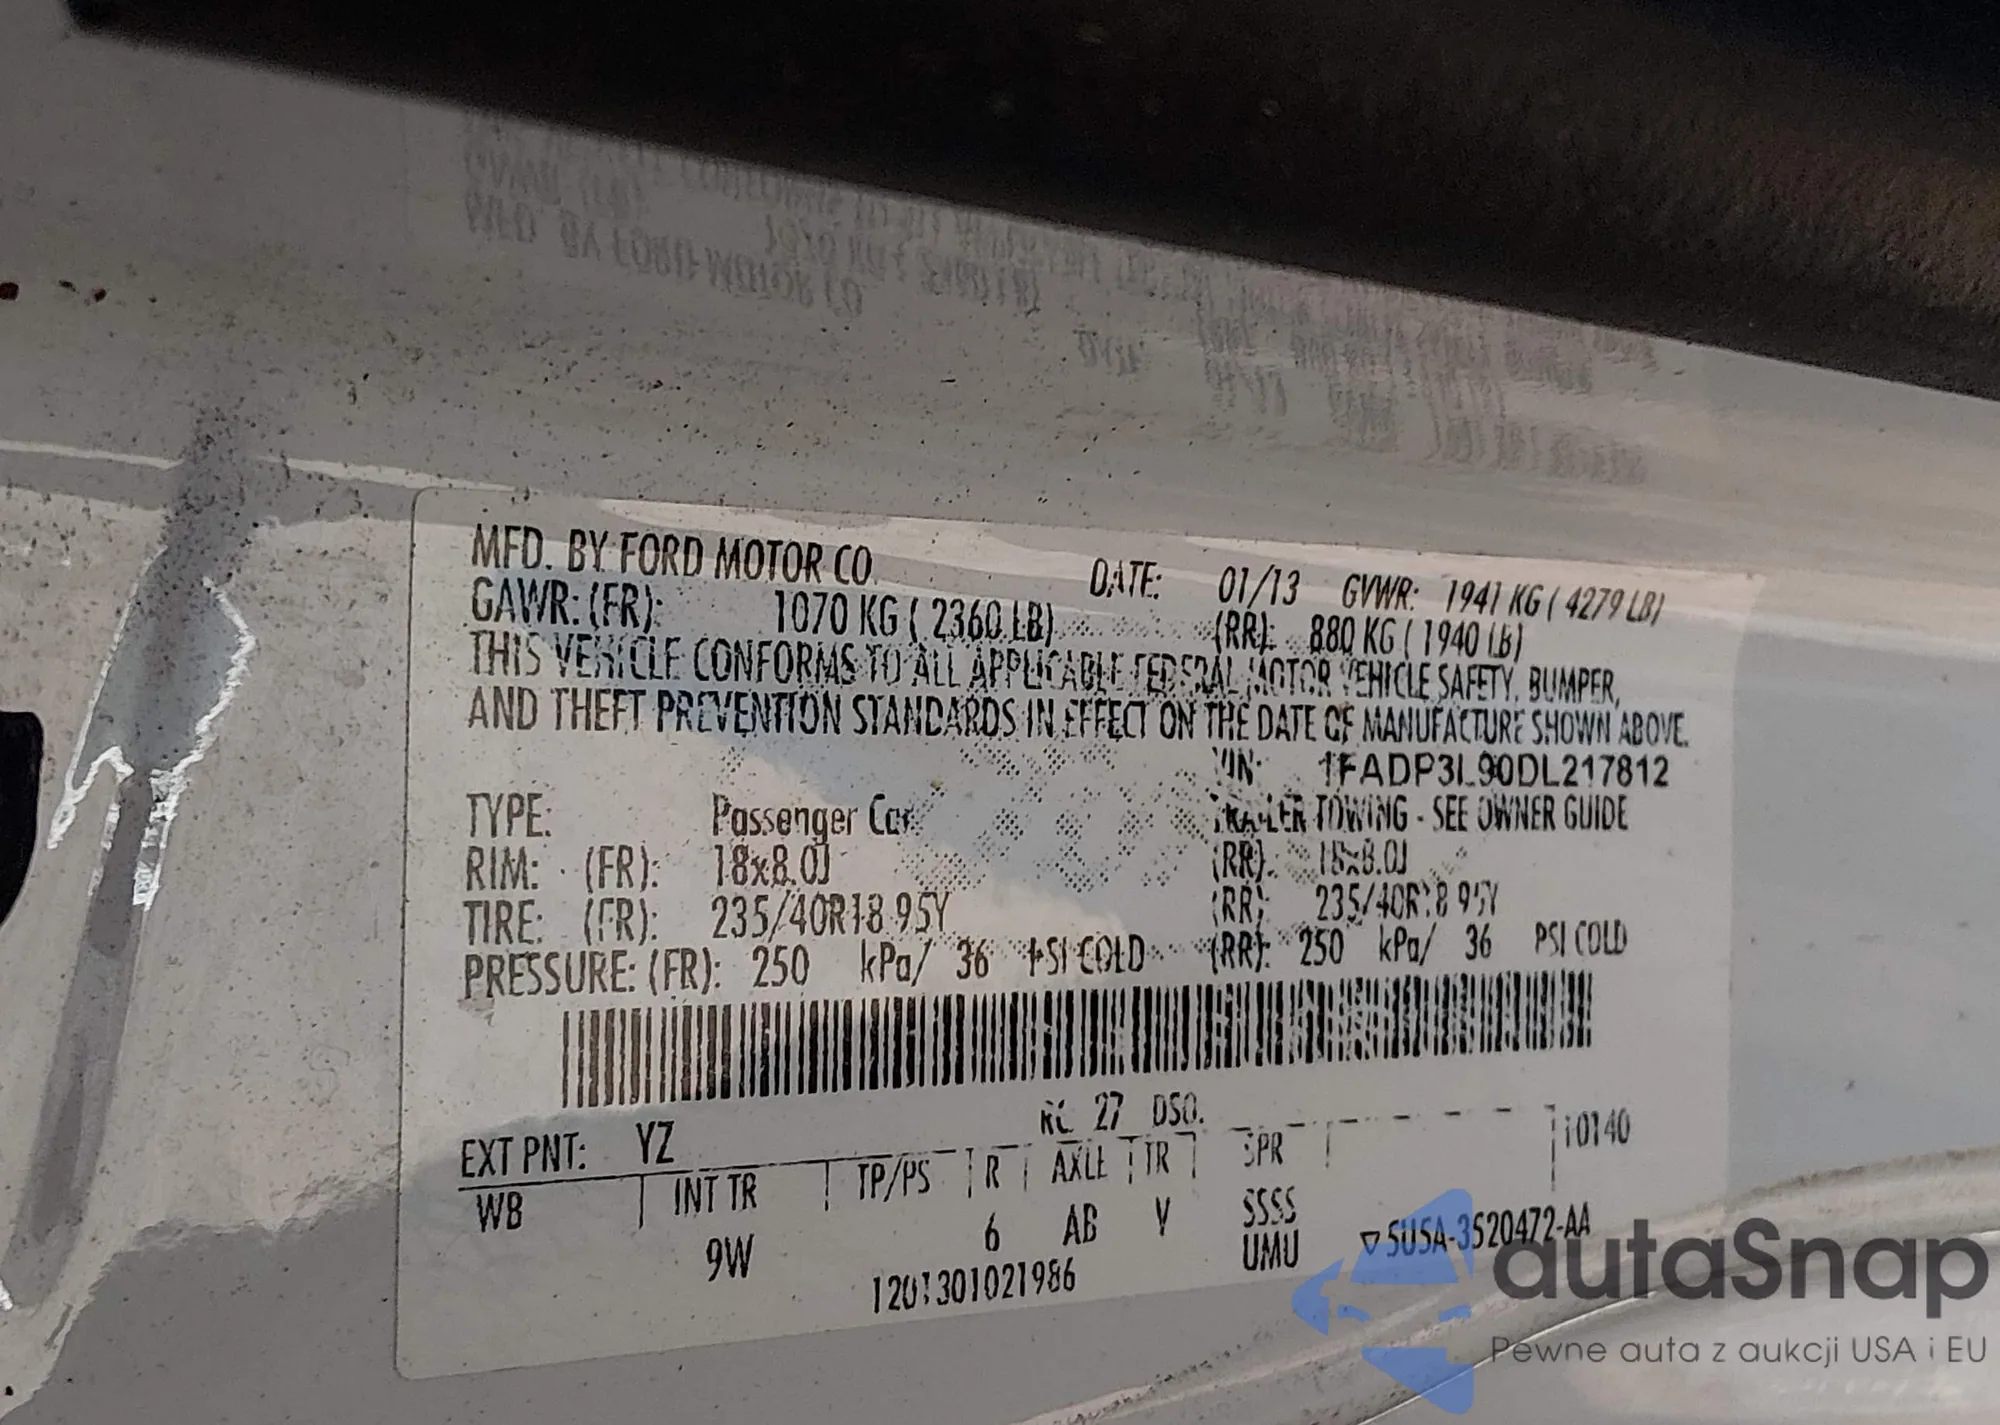 MFD. BY FORD MOTOR CO.
DATE: 01/13 GVWR: 1941 KG ( 4279 LB)
GAWR: (FR): 1070 KG ( 2360 LB) (RR): 880 KG ( 1940 LB)
THIS VEHICLE CONFORMS TO ALL APPLICABLE FEDERAL MOTOR VEHICLE SAFETY, BUMPER,
AND THEFT PREVENTION STANDARDS IN EFFECT ON THE DATE OF MANUFACTURE SHOWN ABOVE.
VIN: 1FADP3L90DL217812
TYPE: Passenger Car TRAILER TOWING - SEE OWNER GUIDE
RIM: (FR): 18x8.0J (RR): 18x8.0J
TIRE: (FR): 235/40R18 95Y (RR): 235/40R18 95Y
PRESSURE: (FR): 250 kPa/ 36 PSI COLD (RR): 250 kPa/ 36 PSI COLD
RC 27 DSO.
EXT PNT: YZ 10140
WB INT TR TP/PS R AXLE TR SPR
9W 6 AB V SSSS
UMU
1201301021986
▽5U5A-3520472-AA
autaSnap
Pewne auta z aukcji USA i EU